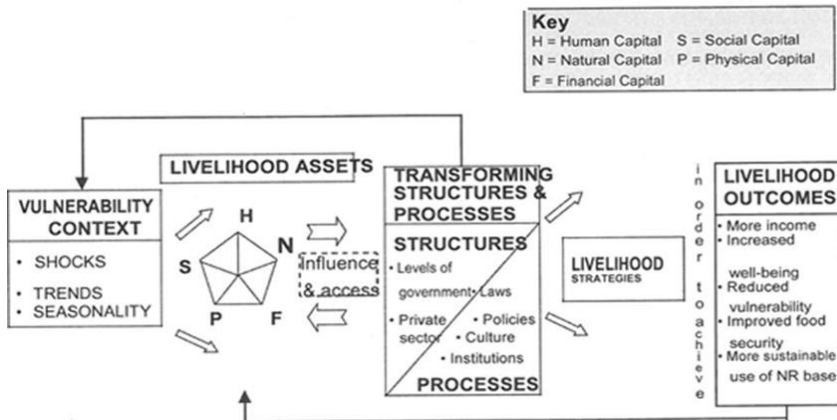 Key
H = Human Capital S = Social Capital
N = Natural Capital P = Physical Capital
F = Financial Capital
LIVELIHOOD ASSETS
VULNERABILITY
CONTEXT
• SHOCKS
• TRENDS
• SEASONALITY
H
S
N
P
F
Influence
& access
TRANSFORMING
STRUCTURES &
PROCESSES
STRUCTURES
• Levels of
government
• Private
sector
• Laws
• Policies
• Culture
• Institutions
PROCESSES
LIVELIHOOD
STRATEGIES
in order to achieve
LIVELIHOOD
OUTCOMES
• More income
• Increased
well-being
• Reduced
vulnerability
• Improved food
security
• More sustainable
use of NR base